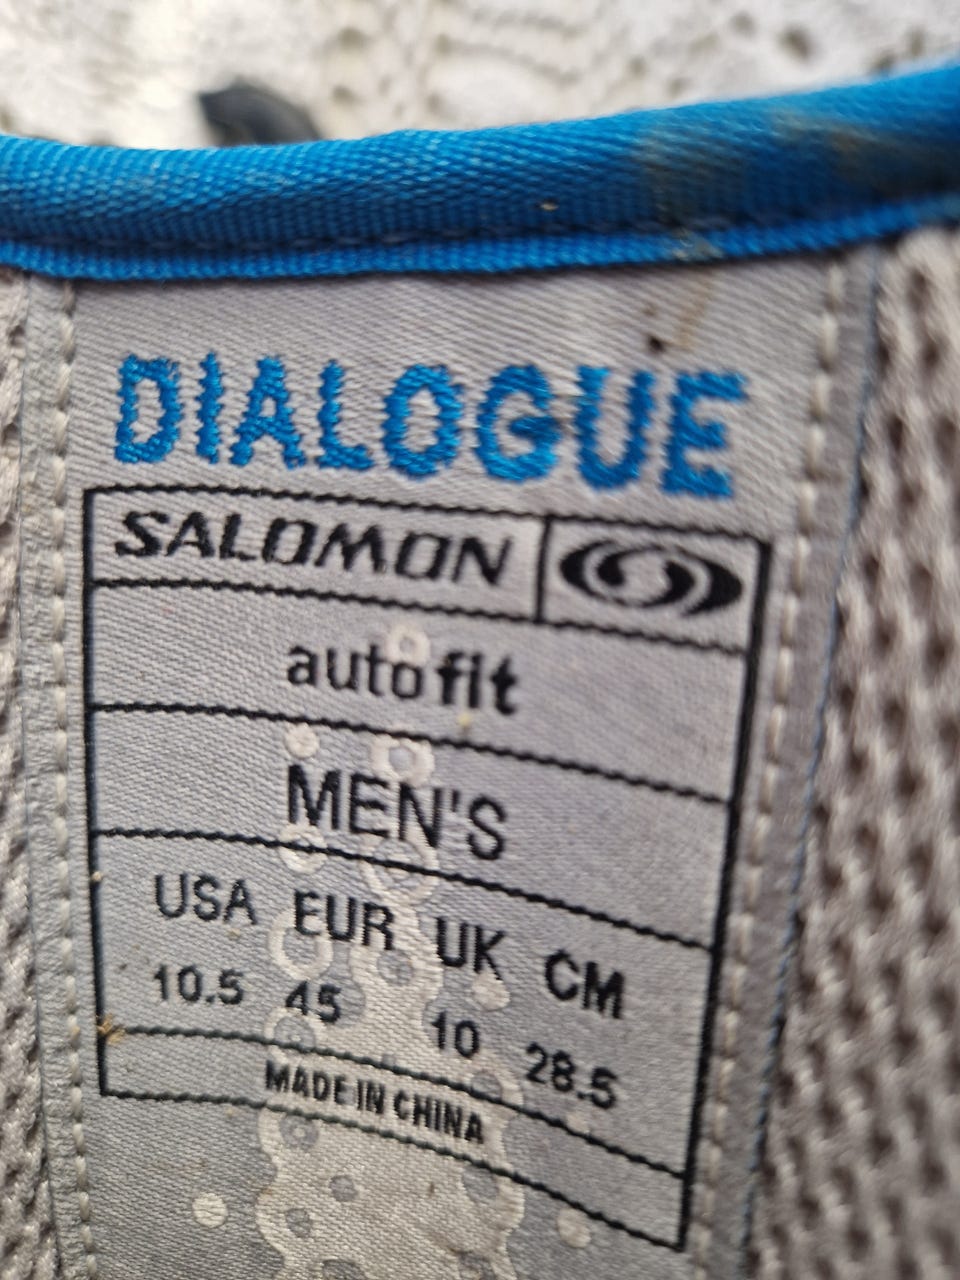 DIALOGUE
SALOMON
autofit
MEN'S
USA EUR UK CM
10.5 45 10 28.5
MADE IN CHINA